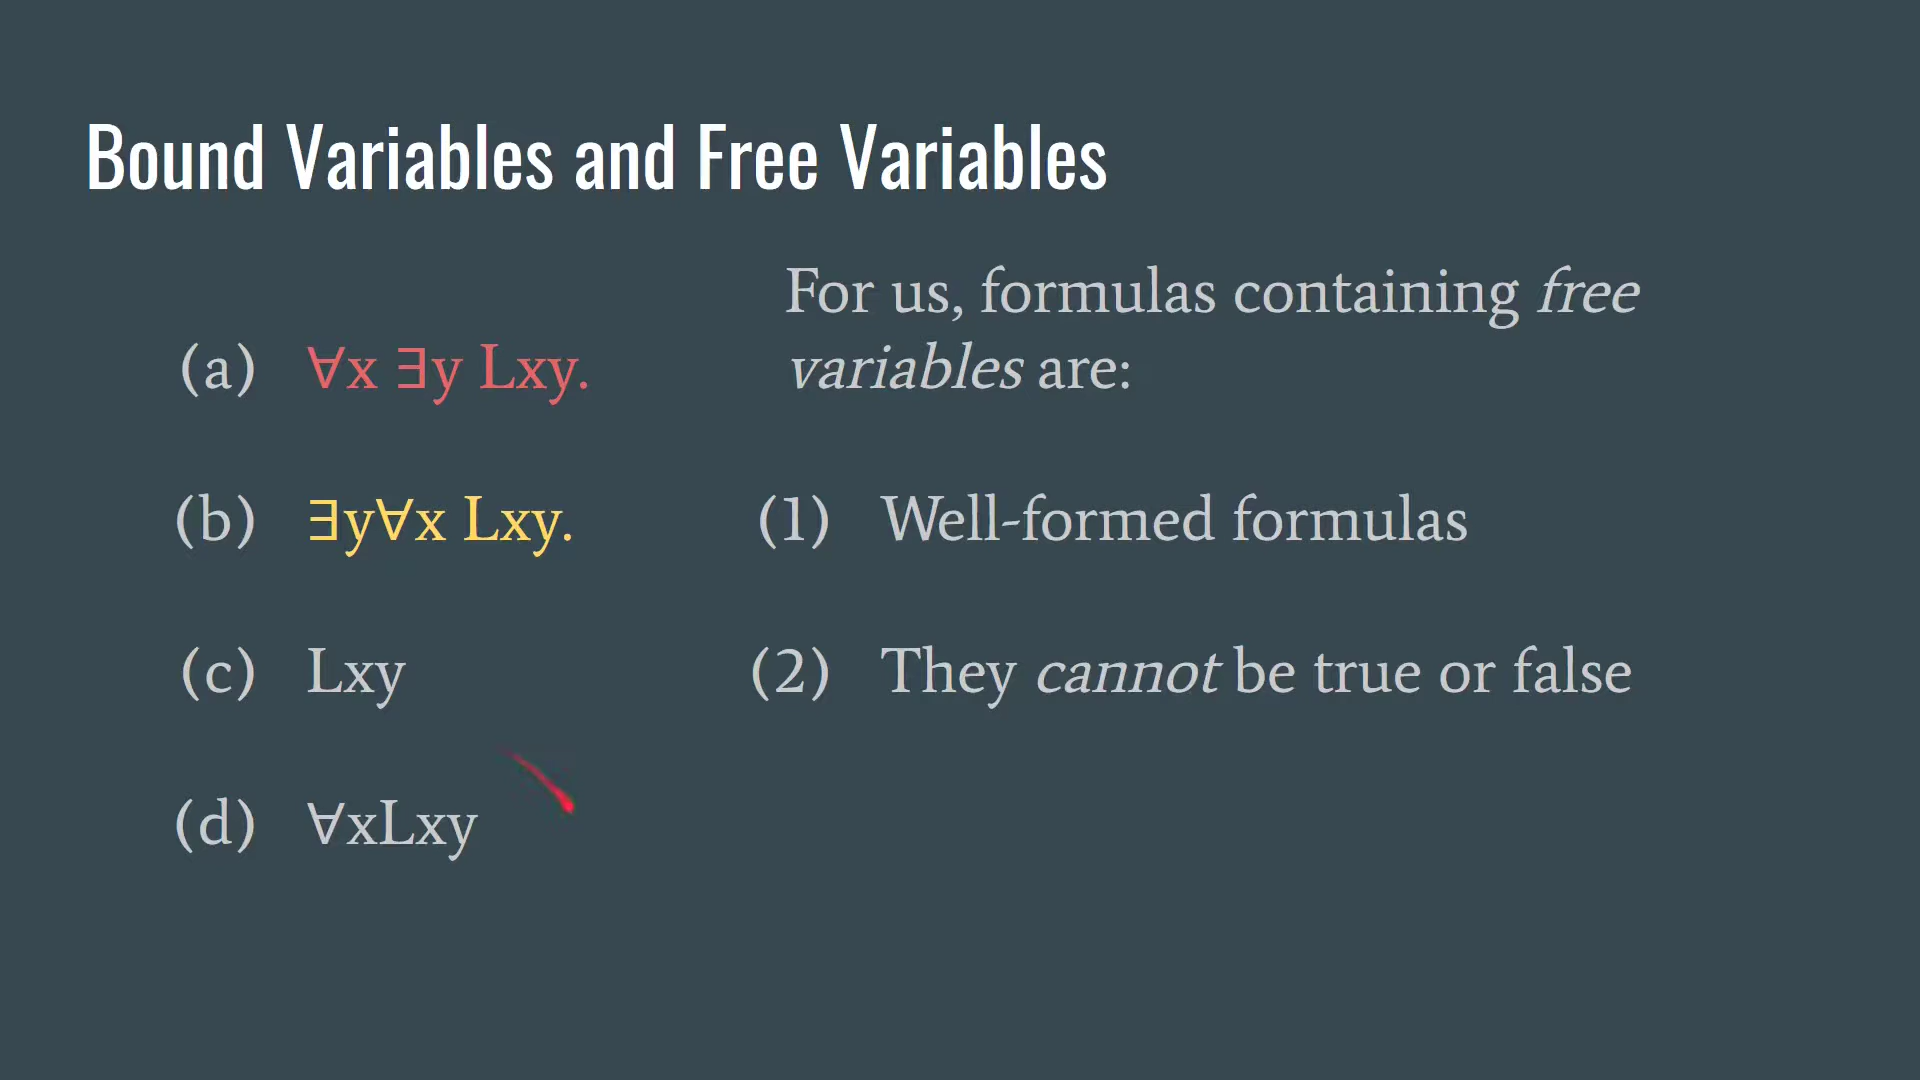 Bound Variables and Free Variables
(a) ∀x ∃y Lxy.
(b) ∃y∀x Lxy.
(c) Lxy
(d) ∀xLxy
For us, formulas containing free
variables are:
(1) Well-formed formulas
(2) They cannot be true or false